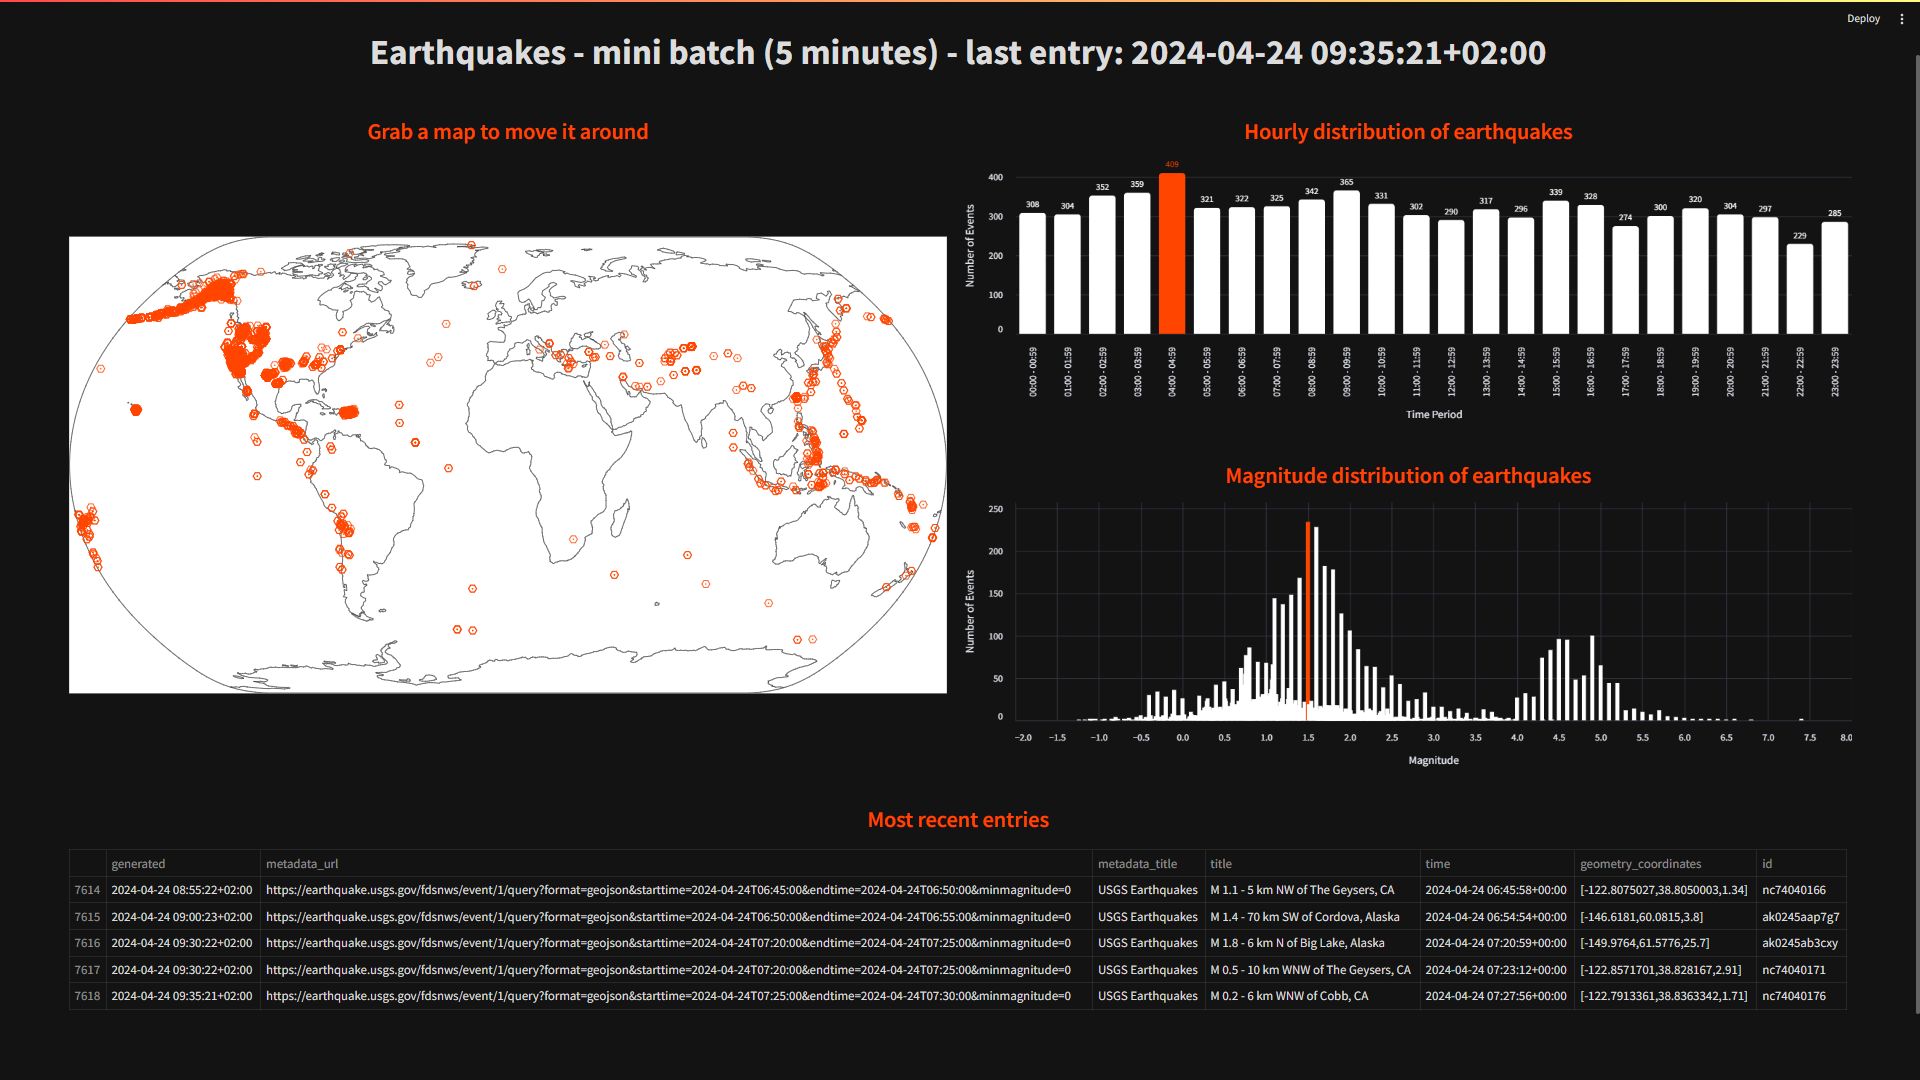 Deploy
Earthquakes - mini batch (5 minutes) - last entry: 2024-04-24 09:35:21+02:00
Grab a map to move it around
Hourly distribution of earthquakes
Number of Events
400
300
200
100
0
308
304
352
359
409
321
322
325
342
365
331
302
290
317
296
339
328
274
300
320
304
297
229
285
00:00 - 00:59
01:00 - 01:59
02:00 - 02:59
03:00 - 03:59
04:00 - 04:59
05:00 - 05:59
06:00 - 06:59
07:00 - 07:59
08:00 - 08:59
09:00 - 09:59
10:00 - 10:59
11:00 - 11:59
12:00 - 12:59
13:00 - 13:59
14:00 - 14:59
15:00 - 15:59
16:00 - 16:59
17:00 - 17:59
18:00 - 18:59
19:00 - 19:59
20:00 - 20:59
21:00 - 21:59
22:00 - 22:59
23:00 - 23:59
Time Period
Magnitude distribution of earthquakes
Number of Events
250
200
150
100
50
0
−2.0 −1.5 −1.0 −0.5 0.0 0.5 1.0 1.5 2.0 2.5 3.0 3.5 4.0 4.5 5.0 5.5 6.0 6.5 7.0 7.5 8.0
Magnitude
Most recent entries
generated metadata_url metadata_title title time geometry_coordinates id
7614 2024-04-24 08:55:22+02:00 https://earthquake.usgs.gov/fdsnws/event/1/query?format=geojson&starttime=2024-04-24T06:45:00&endtime=2024-04-24T06:50:00&minmagnitude=0 USGS Earthquakes M 1.1 - 5 km NW of The Geysers, CA 2024-04-24 06:45:58+00:00 [-122.8075027,38.8050003,1.34] nc74040166
7615 2024-04-24 09:00:23+02:00 https://earthquake.usgs.gov/fdsnws/event/1/query?format=geojson&starttime=2024-04-24T06:50:00&endtime=2024-04-24T06:55:00&minmagnitude=0 USGS Earthquakes M 1.4 - 70 km SW of Cordova, Alaska 2024-04-24 06:54:54+00:00 [-146.6181,60.0815,3.8] ak0245aap7g7
7616 2024-04-24 09:30:22+02:00 https://earthquake.usgs.gov/fdsnws/event/1/query?format=geojson&starttime=2024-04-24T07:20:00&endtime=2024-04-24T07:25:00&minmagnitude=0 USGS Earthquakes M 1.8 - 6 km N of Big Lake, Alaska 2024-04-24 07:20:59+00:00 [-149.9764,61.5776,25.7] ak0245ab3cxy
7617 2024-04-24 09:30:22+02:00 https://earthquake.usgs.gov/fdsnws/event/1/query?format=geojson&starttime=2024-04-24T07:20:00&endtime=2024-04-24T07:25:00&minmagnitude=0 USGS Earthquakes M 0.5 - 10 km WNW of The Geysers, CA 2024-04-24 07:23:12+00:00 [-122.8571701,38.828167,2.91] nc74040171
7618 2024-04-24 09:35:21+02:00 https://earthquake.usgs.gov/fdsnws/event/1/query?format=geojson&starttime=2024-04-24T07:25:00&endtime=2024-04-24T07:30:00&minmagnitude=0 USGS Earthquakes M 0.2 - 6 km WNW of Cobb, CA 2024-04-24 07:27:56+00:00 [-122.7913361,38.8363342,1.71] nc74040176